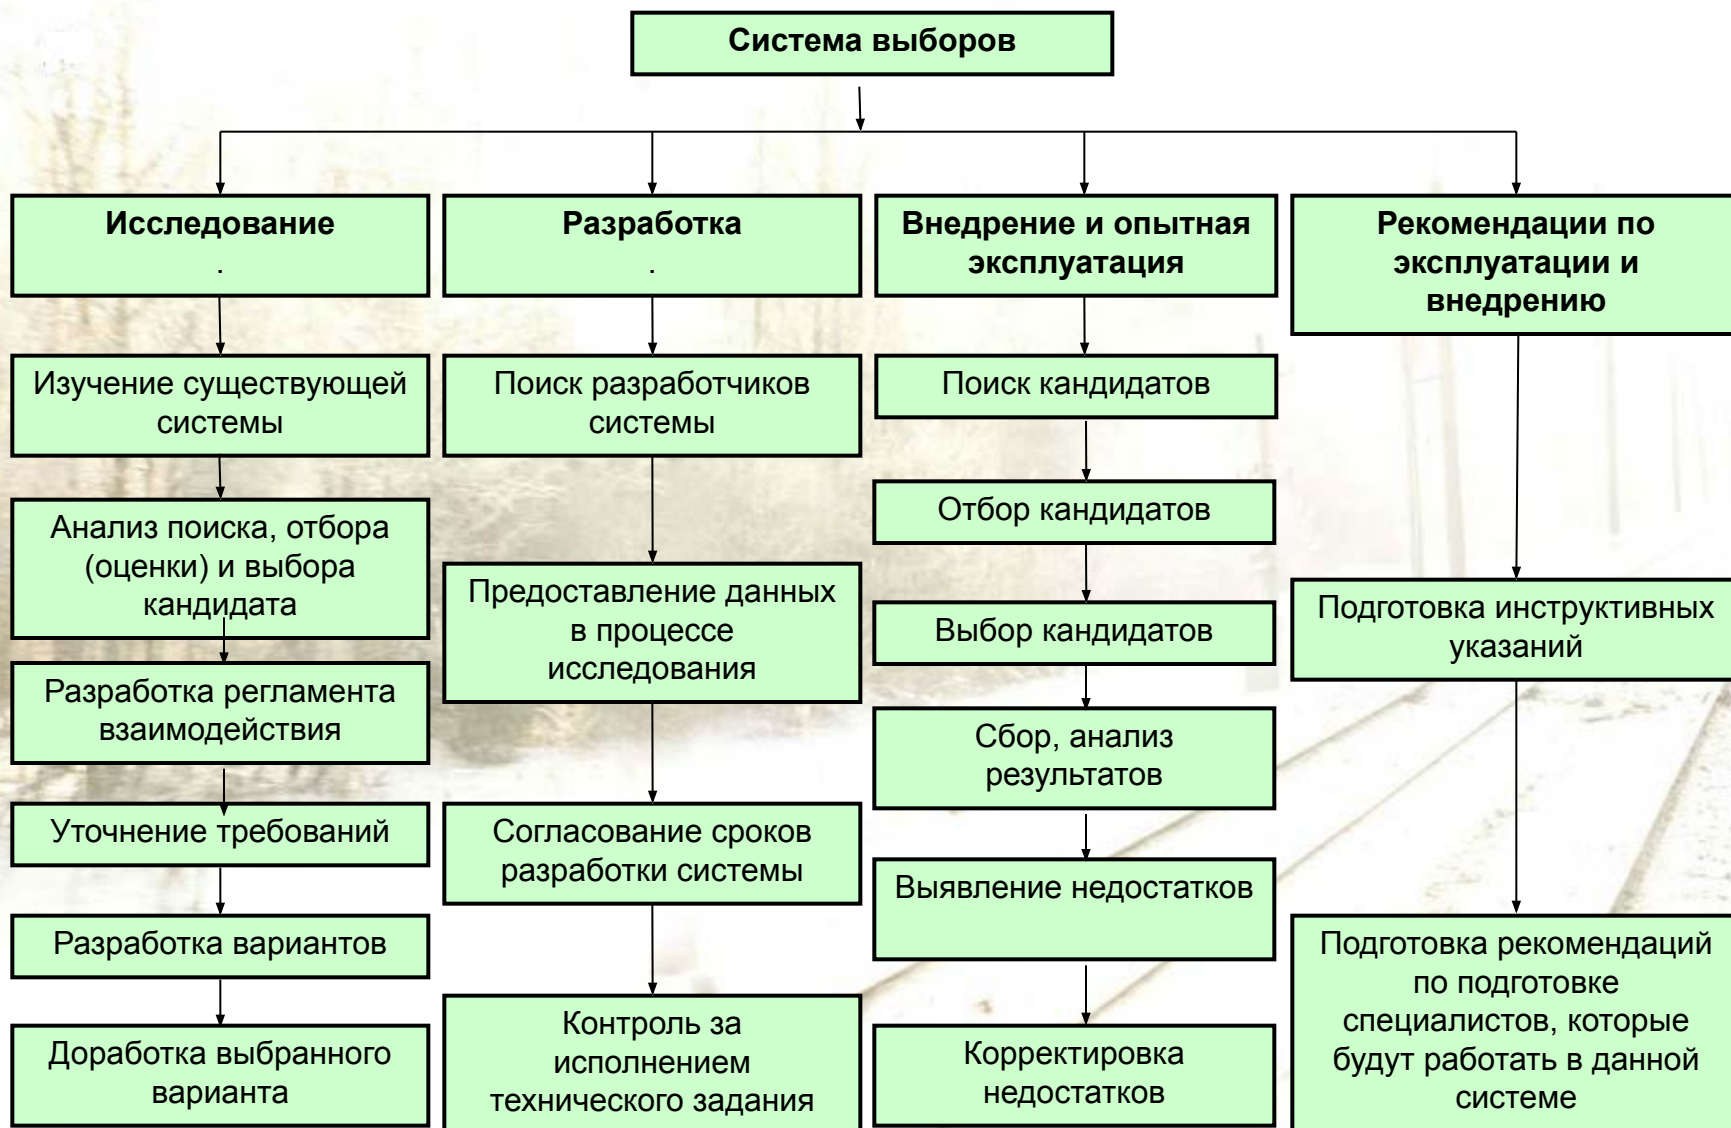 Система выборов
Исследование
.
Изучение существующей
системы
Анализ поиска, отбора
(оценки) и выбора
кандидата
Разработка регламента
взаимодействия
Уточнение требований
Разработка вариантов
Доработка выбранного
варианта
Разработка
.
Поиск разработчиков
системы
Предоставление данных
в процессе
исследования
Согласование сроков
разработки системы
Контроль за
исполнением
технического задания
Внедрение и опытная
эксплуатация
Поиск кандидатов
Отбор кандидатов
Выбор кандидатов
Сбор, анализ
результатов
Выявление недостатков
Корректировка
недостатков
Рекомендации по
эксплуатации и
внедрению
Подготовка инструктивных
указаний
Подготовка рекомендаций
по подготовке
специалистов, которые
будут работать в данной
системе